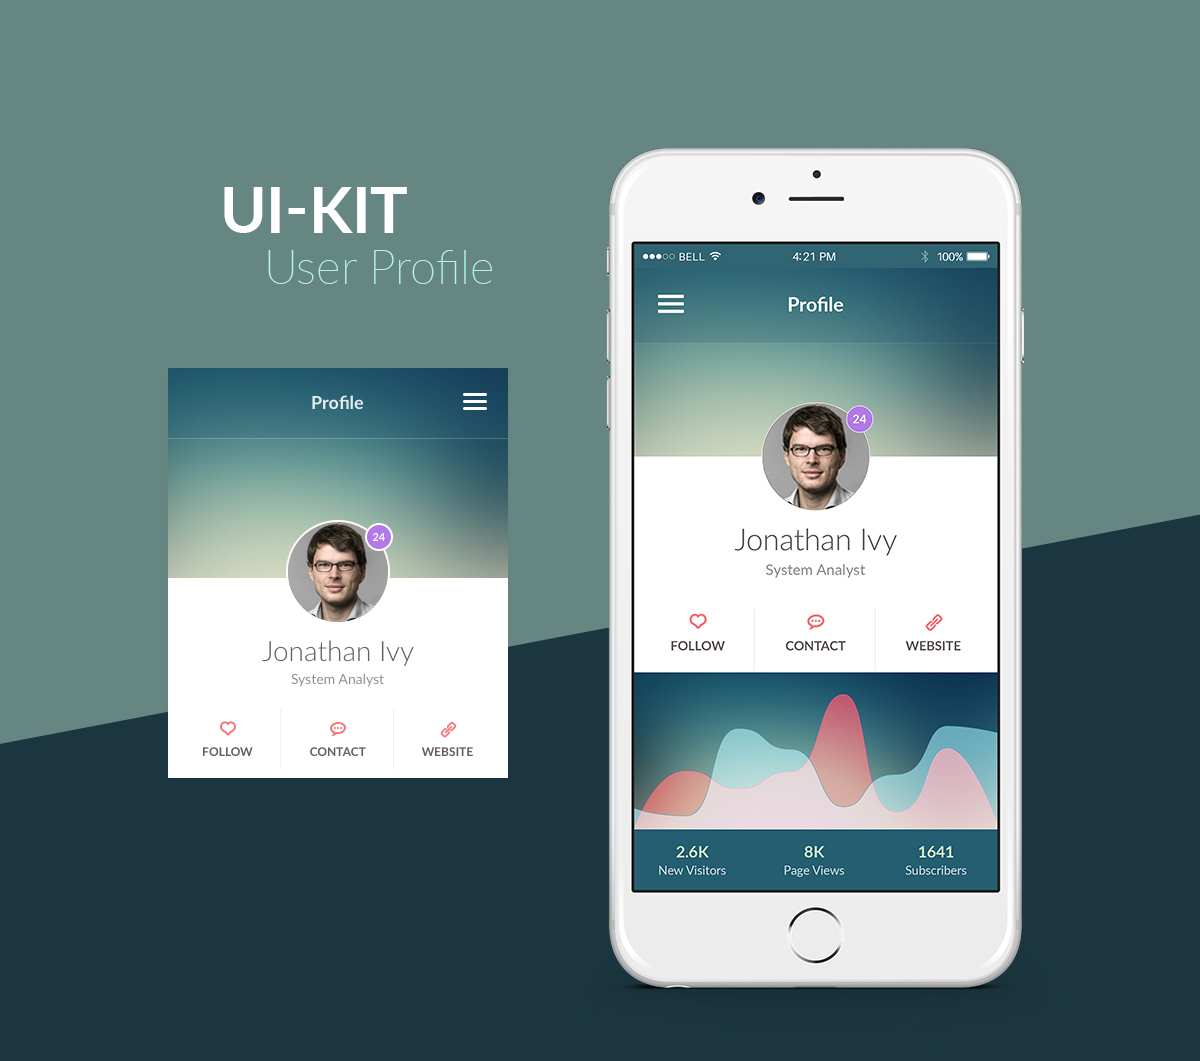 UI-KIT
User Profile
Profile
24
Jonathan Ivy
System Analyst
FOLLOW CONTACT WEBSITE
BELL 4:21 PM 100%
Profile
24
Jonathan Ivy
System Analyst
FOLLOW CONTACT WEBSITE
2.6K 8K 1641
New Visitors Page Views Subscribers